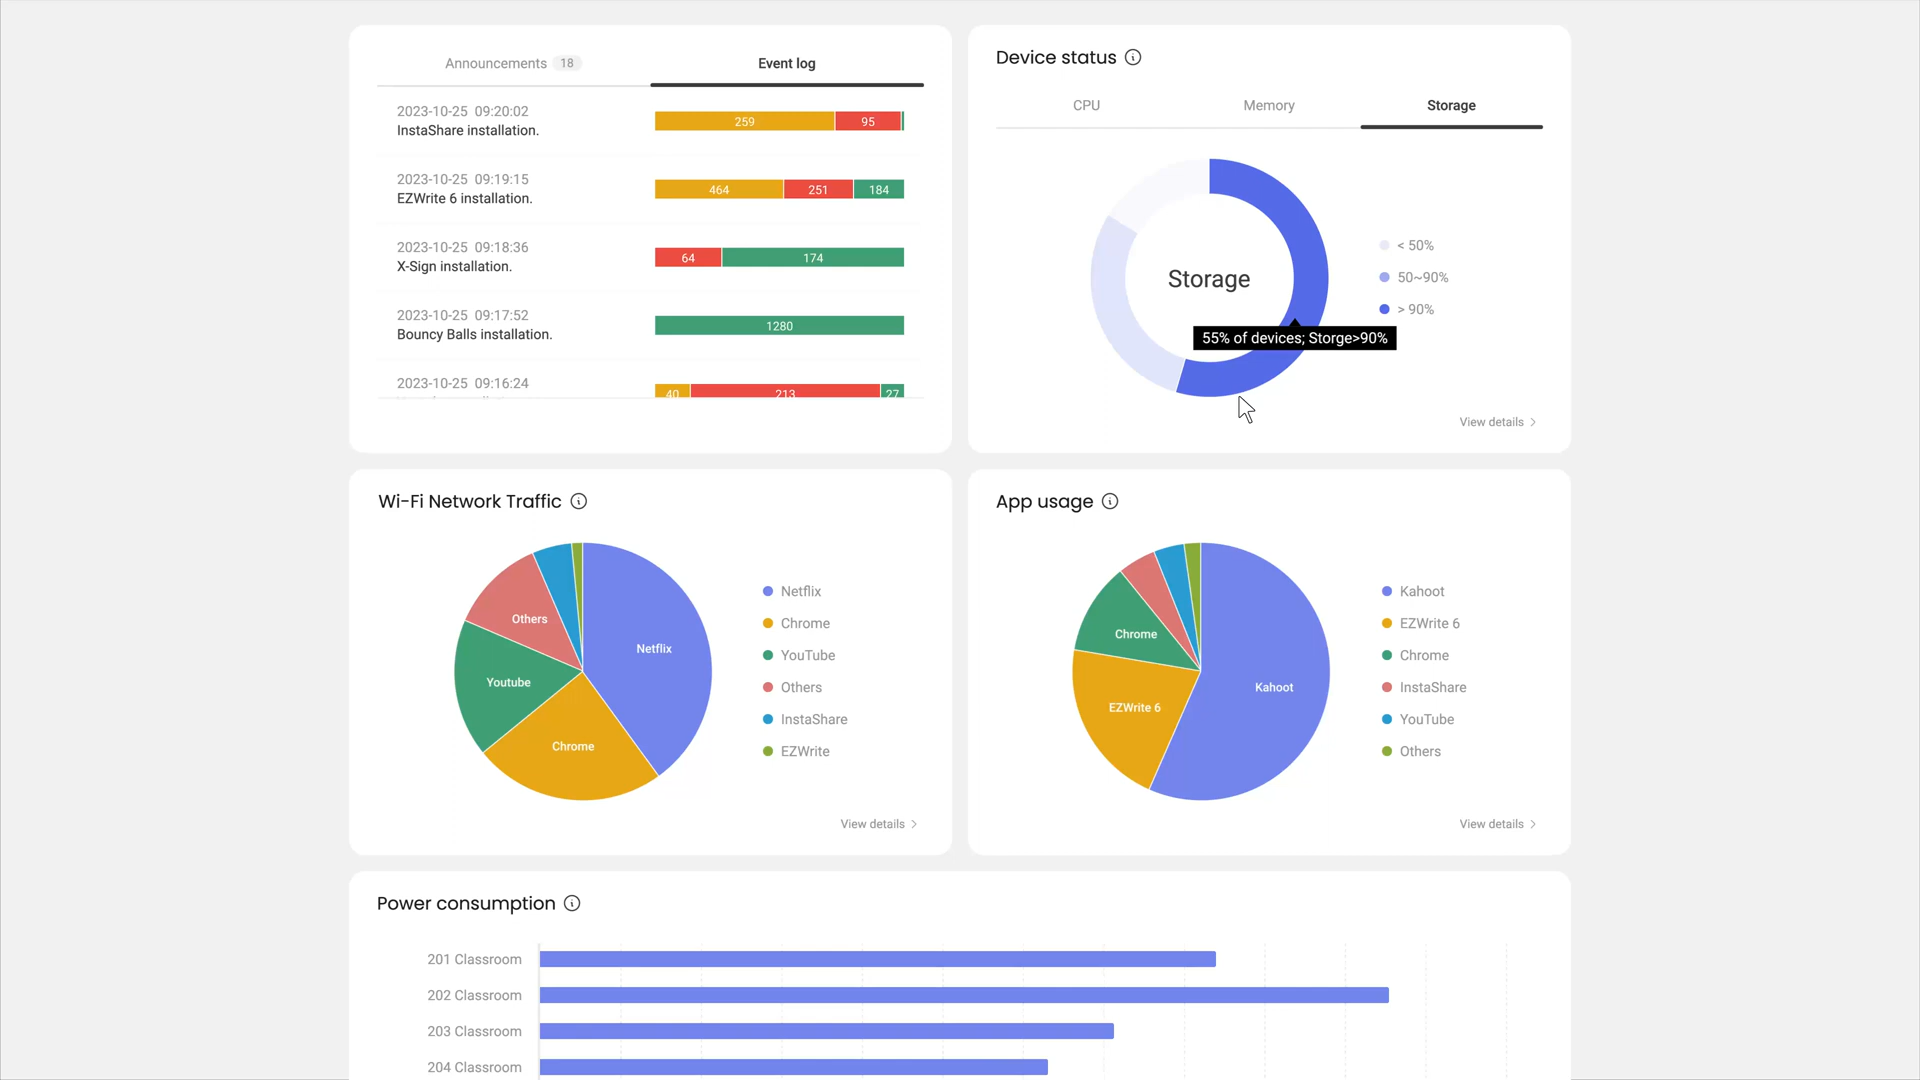 Announcements 18
Event log
2023-10-25 09:20:02
InstaShare installation.
259 95
2023-10-25 09:19:15
EZWrite 6 installation.
464 251 184
2023-10-25 09:18:36
X-Sign installation.
64 174
2023-10-25 09:17:52
Bouncy Balls installation.
1280
2023-10-25 09:16:24
40 213 27
Device status
CPU
Memory
Storage
Storage
55% of devices; Storge>90%
< 50%
50~90%
> 90%
View details
Wi-Fi Network Traffic
Others
Netflix
Youtube
Chrome
Netflix
Chrome
YouTube
Others
InstaShare
EZWrite
View details
App usage
Chrome
Kahoot
EZWrite 6
Kahoot
EZWrite 6
Chrome
InstaShare
YouTube
Others
View details
Power consumption
201 Classroom
202 Classroom
203 Classroom
204 Classroom